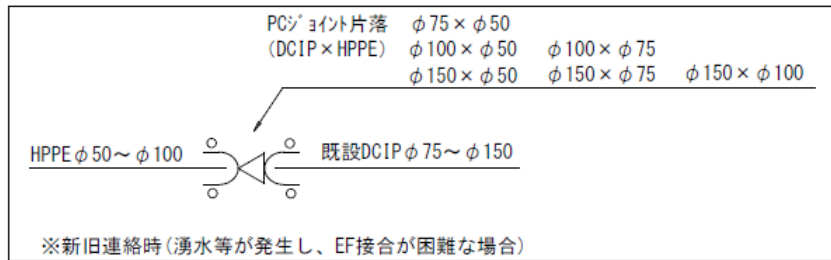 PCジョイント片落 φ75×φ50
(DCIP×HPPE) φ100×φ50 φ100×φ75
φ150×φ50 φ150×φ75 φ150×φ100
HPPEφ50～φ100 既設DCIPφ75～φ150
※新旧連絡時(湧水等が発生し、EF接合が困難な場合)